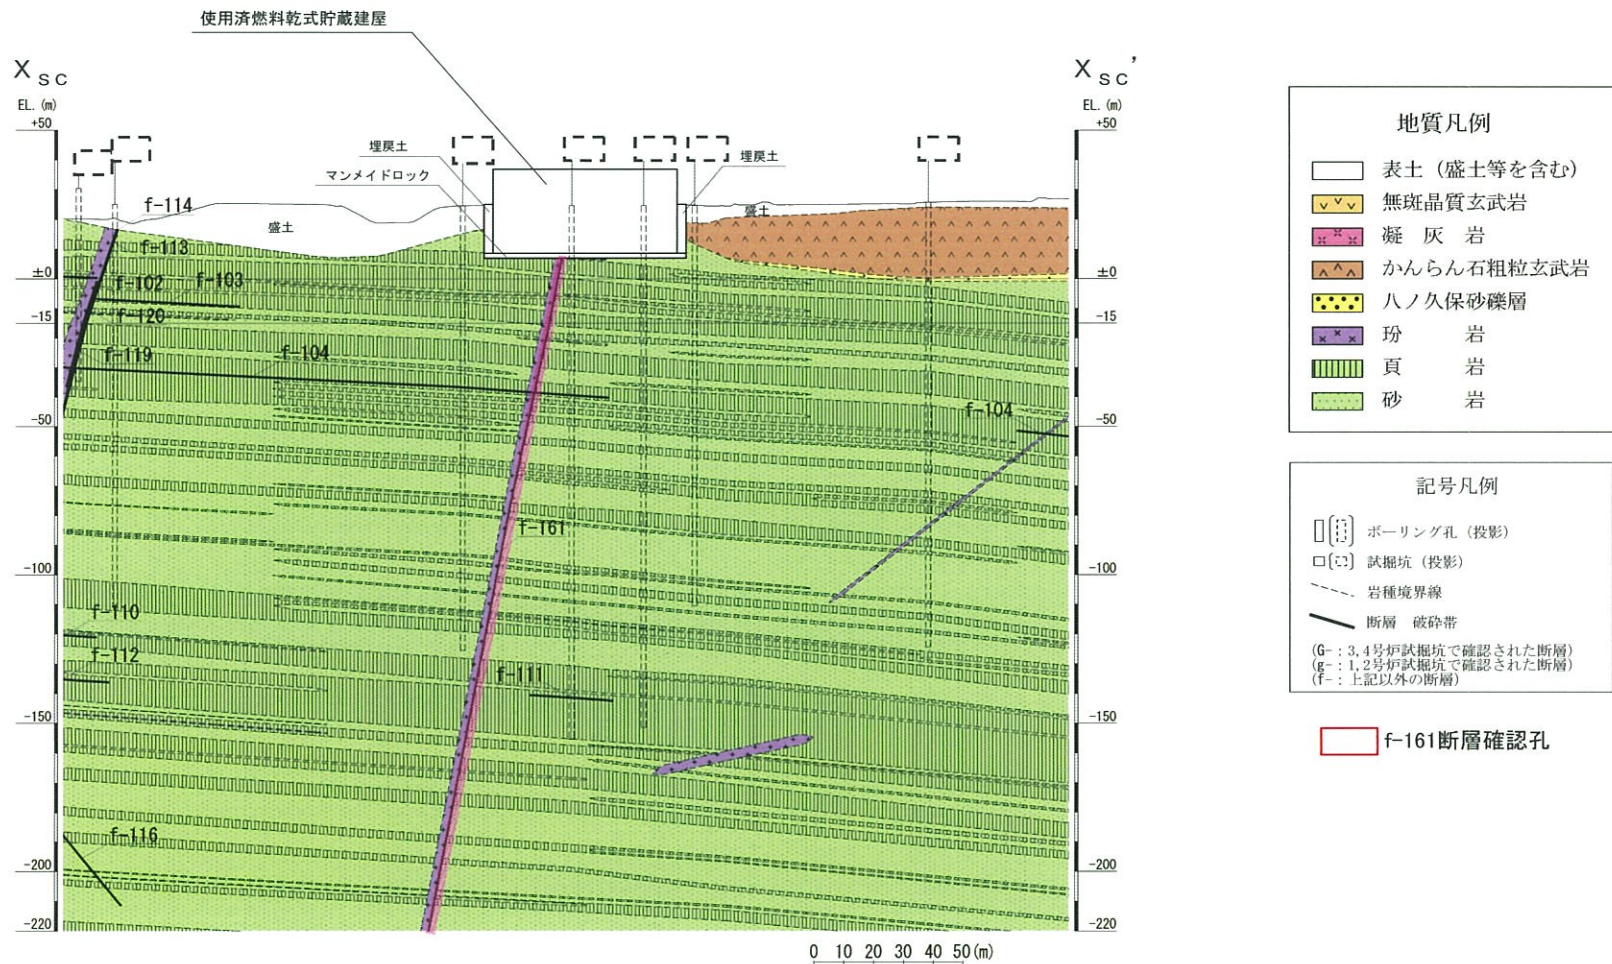 使用済燃料乾式貯蔵建屋
X SC
X SC'
EL. (m)
EL. (m)
+50
+50
埋戻土
埋戻土
マンメイドロック
f-114
盛土
盛土
f-113
±0
±0
f-102
f-103
-15
-15
f-120
f-119
f-104
f-104
-50
-50
f-161
-100
-100
f-110
f-112
f-111
-150
-150
f-116
-200
-200
-220
-220
0 10 20 30 40 50(m)
地質凡例
表土（盛土等を含む）
無斑晶質玄武岩
凝 灰 岩
かんらん石粗粒玄武岩
八ノ久保砂礫層
玢 岩
頁 岩
砂 岩
記号凡例
ボーリング孔（投影）
試掘坑（投影）
岩種境界線
断層 破砕帯
(G-：3,4号炉試掘坑で確認された断層)
(g-：1,2号炉試掘坑で確認された断層)
(f-：上記以外の断層)
f-161断層確認孔